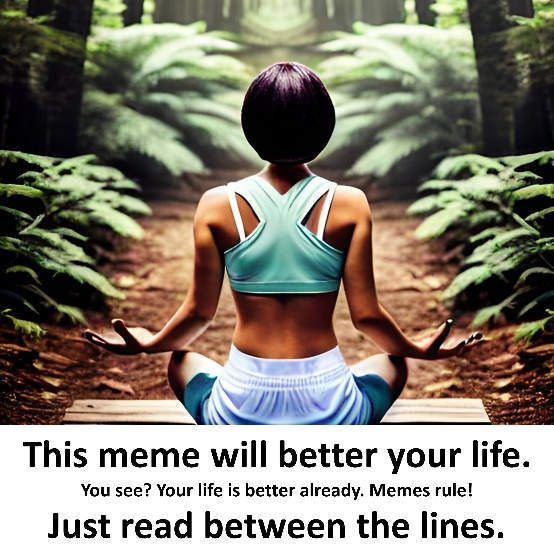 This meme will better your life.
You see? Your life is better already. Memes rule!
Just read between the lines.